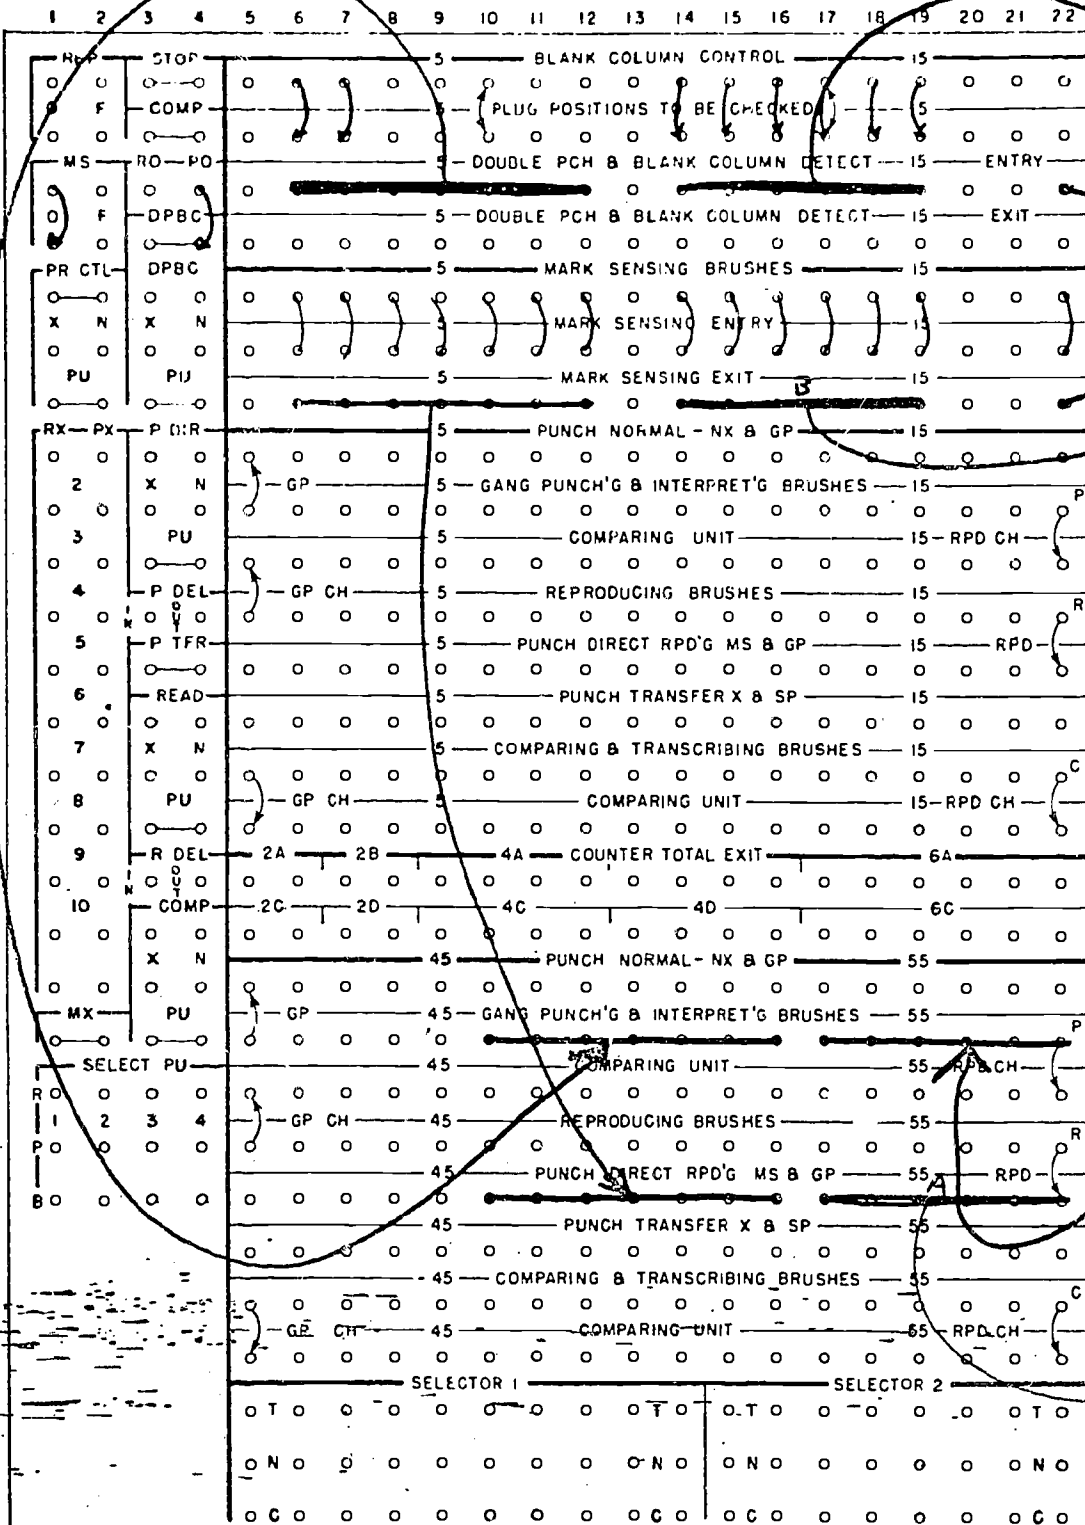 1 2 3 4 5 6 7 8 9 10 11 12 13 14 15 16 17 18 19 20 21 22
REP STOP 5 BLANK COLUMN CONTROL 15
F COMP PLUG POSITIONS TO BE CHECKED 5
MS RO PO 5 DOUBLE PCH & BLANK COLUMN DETECT 15 ENTRY
F DPBC 5 DOUBLE PCH & BLANK COLUMN DETECT 15 EXIT
PR CTL DPBC 5 MARK SENSING BRUSHES 15
X N X N 5 MARK SENSING ENTRY 15
PU PU 5 MARK SENSING EXIT B 15
RX PX P DIR 5 PUNCH NORMAL - NX & GP 15
2 X N GP 5 GANG PUNCH'G & INTERPRET'G BRUSHES 15 P
3 PU 5 COMPARING UNIT 15 RPD CH
4 P DEL GP CH 5 REPRODUCING BRUSHES 15
IN OUT R
5 P TFR 5 PUNCH DIRECT RPD'G MS & GP 15 RPD
6 READ 5 PUNCH TRANSFER X & SP 15
7 X N 5 COMPARING & TRANSCRIBING BRUSHES 15 C
8 PU GP CH 5 COMPARING UNIT 15 RPD CH
9 R DEL 2A 2B 4A COUNTER TOTAL EXIT 6A
IN OUT
10 COMP 2C 2D 4C 4D 6C
X N 45 PUNCH NORMAL - NX & GP 55
MX PU GP 45 GANG PUNCH'G & INTERPRET'G BRUSHES 55 P
SELECT PU 45 COMPARING UNIT 55 RPD CH
R
1 2 3 4 GP CH 45 REPRODUCING BRUSHES 55 R
P
45 PUNCH DIRECT RPD'G MS & GP 55 A RPD
B
45 PUNCH TRANSFER X & SP 55
45 COMPARING & TRANSCRIBING BRUSHES 55 C
GP CH 45 COMPARING UNIT 55 RPD CH
SELECTOR 1 SELECTOR 2
T T T T
N N N N
C C C C